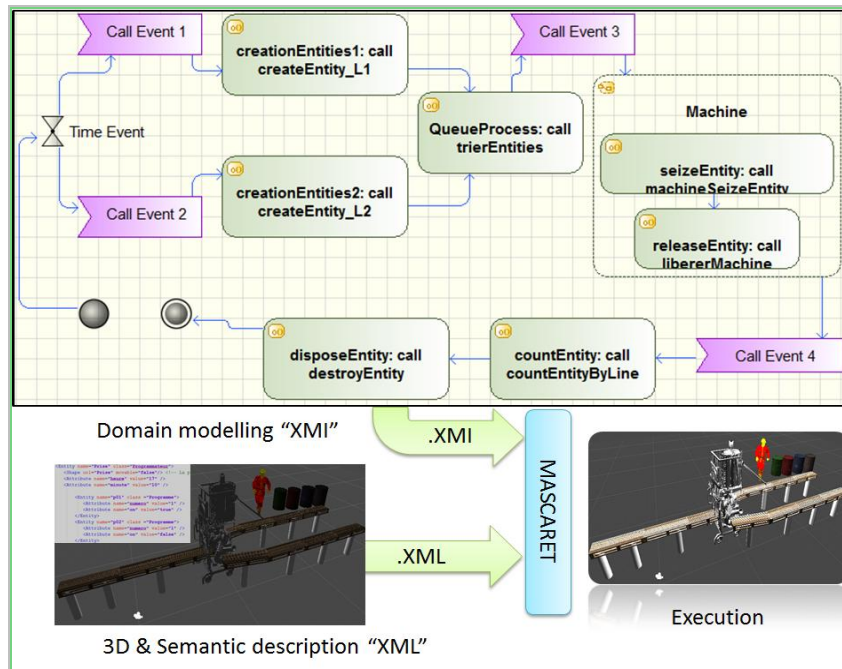 Call Event 1
creationEntities1: call
createEntity_L1
Call Event 3
Time Event
QueueProcess: call
trierEntities
Machine
seizeEntity: call
machineSeizeEntity
Call Event 2
creationEntities2: call
createEntity_L2
releaseEntity: call
libererMachine
disposeEntity: call
destroyEntity
countEntity: call
countEntityByLine
Call Event 4
Domain modelling “XMI”
.XMI
MASCARET
.XML
3D & Semantic description “XML”
Execution